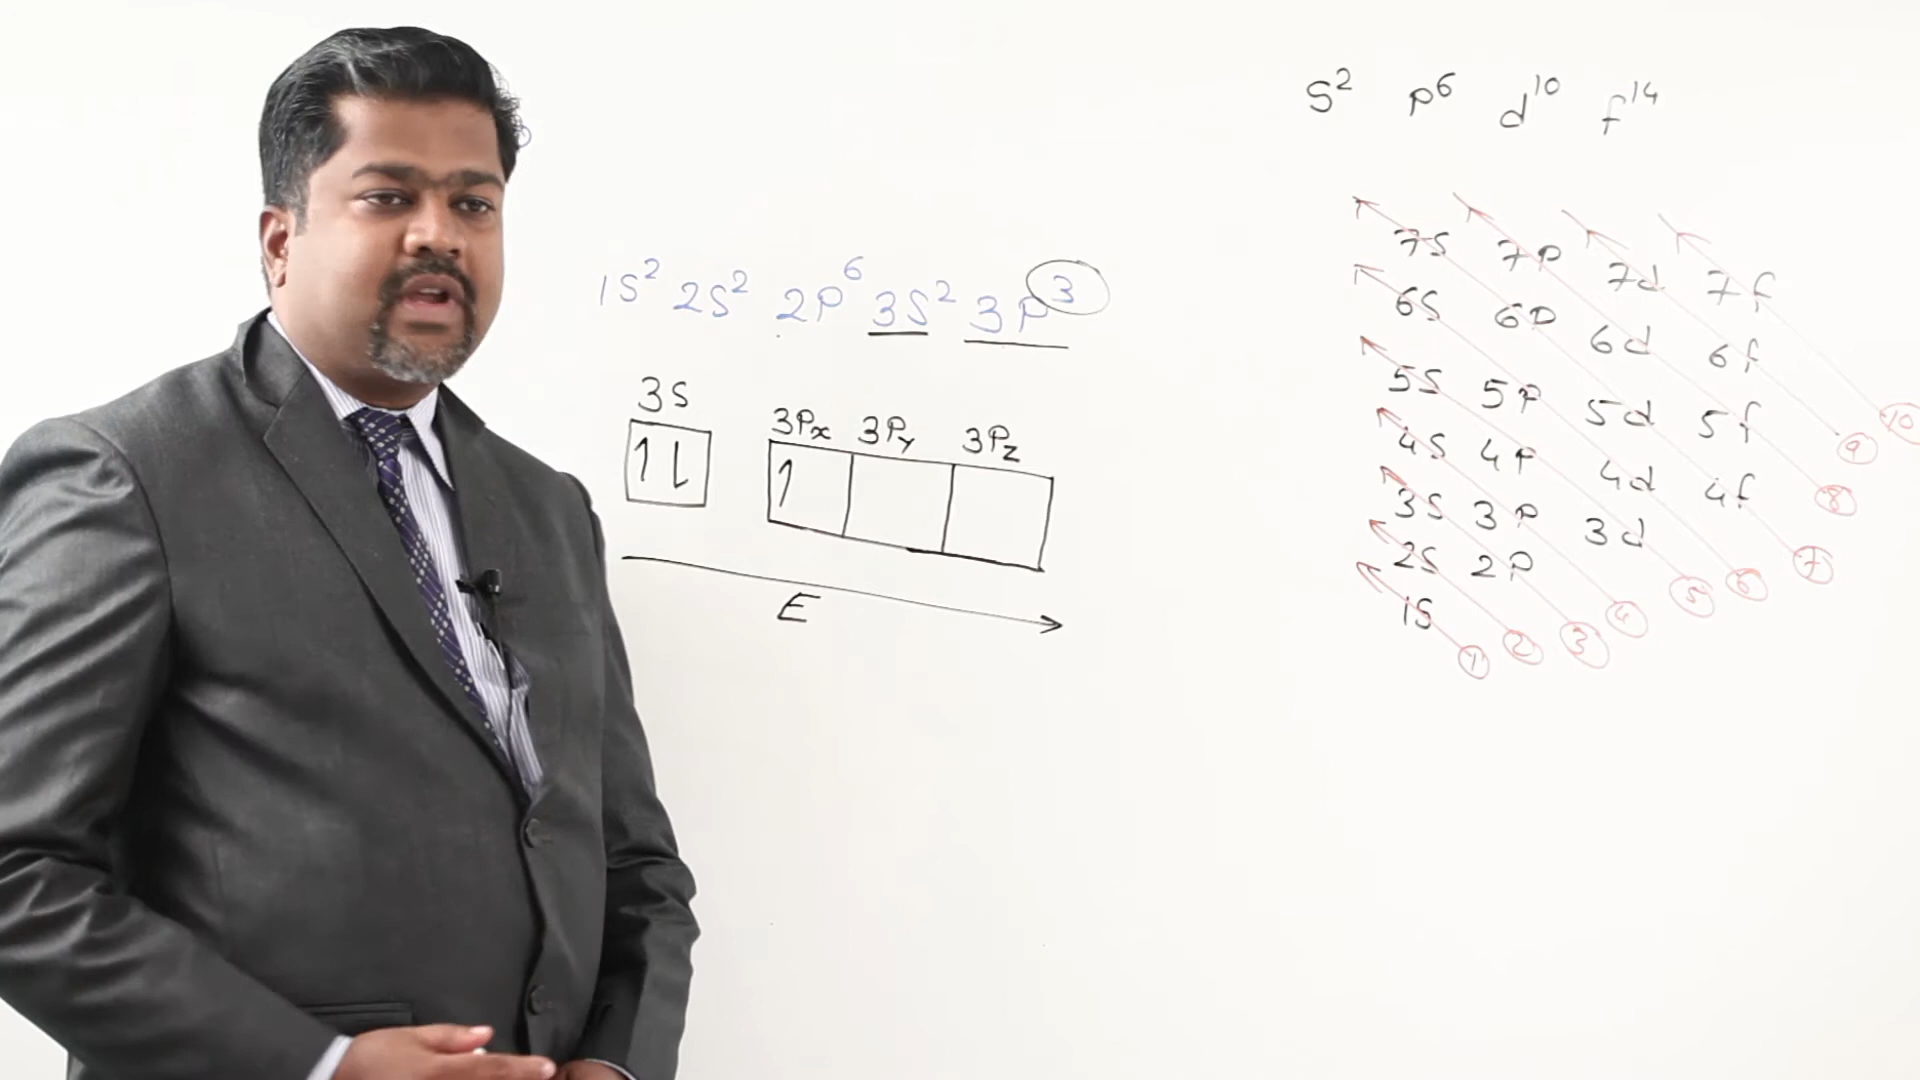 S² P⁶ d¹⁰ f¹⁴
1S² 2S² 2P⁶ 3S² 3P³
3S 3Px 3Py 3Pz
1 ⇂ 1
E
7S 7P 7d 7f
6S 6P 6d 6f
5S 5P 5d 5f
4S 4P 4d 4f
3S 3P 3d
2S 2P
1S
1 2 3 4 5 6 7 8 9 10